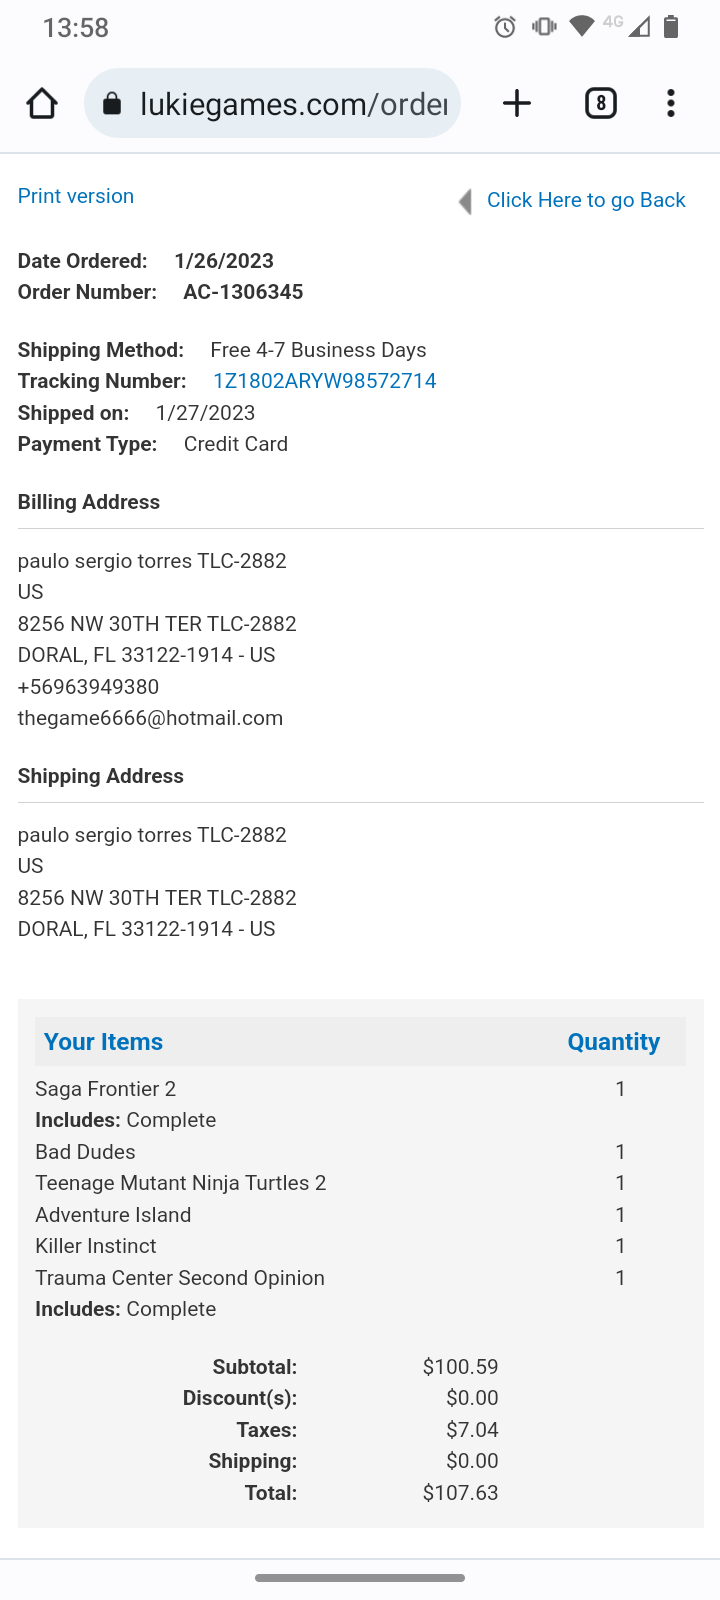 13:58
4G
lukiegames.com/order
8
Print version
Click Here to go Back
Date Ordered: 1/26/2023
Order Number: AC-1306345
Shipping Method: Free 4-7 Business Days
Tracking Number: 1Z1802ARYW98572714
Shipped on: 1/27/2023
Payment Type: Credit Card
Billing Address
paulo sergio torres TLC-2882
US
8256 NW 30TH TER TLC-2882
DORAL, FL 33122-1914 - US
+56963949380
thegame6666@hotmail.com
Shipping Address
paulo sergio torres TLC-2882
US
8256 NW 30TH TER TLC-2882
DORAL, FL 33122-1914 - US
Your Items Quantity
Saga Frontier 2 1
Includes: Complete
Bad Dudes 1
Teenage Mutant Ninja Turtles 2 1
Adventure Island 1
Killer Instinct 1
Trauma Center Second Opinion 1
Includes: Complete
Subtotal: $100.59
Discount(s): $0.00
Taxes: $7.04
Shipping: $0.00
Total: $107.63